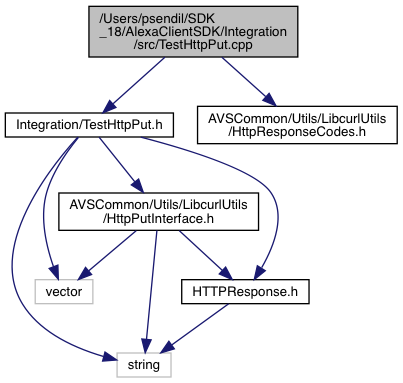 /Users/psendil/SDK
_18/AlexaClientSDK/Integration
/src/TestHttpPut.cpp
Integration/TestHttpPut.h
AVSCommon/Utils/LibcurlUtils
/HttpResponseCodes.h
AVSCommon/Utils/LibcurlUtils
/HttpPutInterface.h
vector
HTTPResponse.h
string